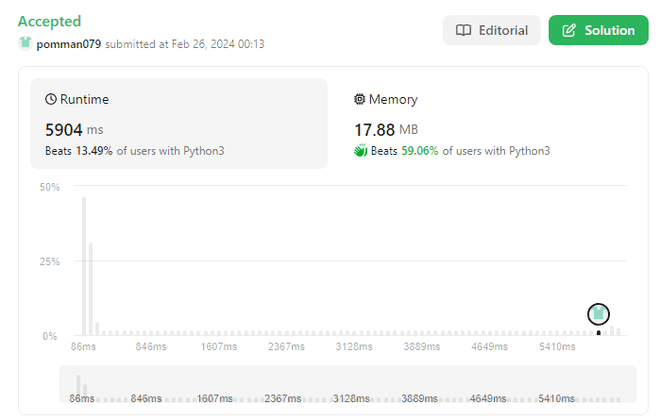 Accepted
pomman079 submitted at Feb 26, 2024 00:13
Editorial
Solution
Runtime
5904 ms
Beats 13.49% of users with Python3
Memory
17.88 MB
Beats 59.06% of users with Python3
50%
25%
0%
86ms 846ms 1607ms 2367ms 3128ms 3889ms 4649ms 5410ms
86ms 846ms 1607ms 2367ms 3128ms 3889ms 4649ms 5410ms